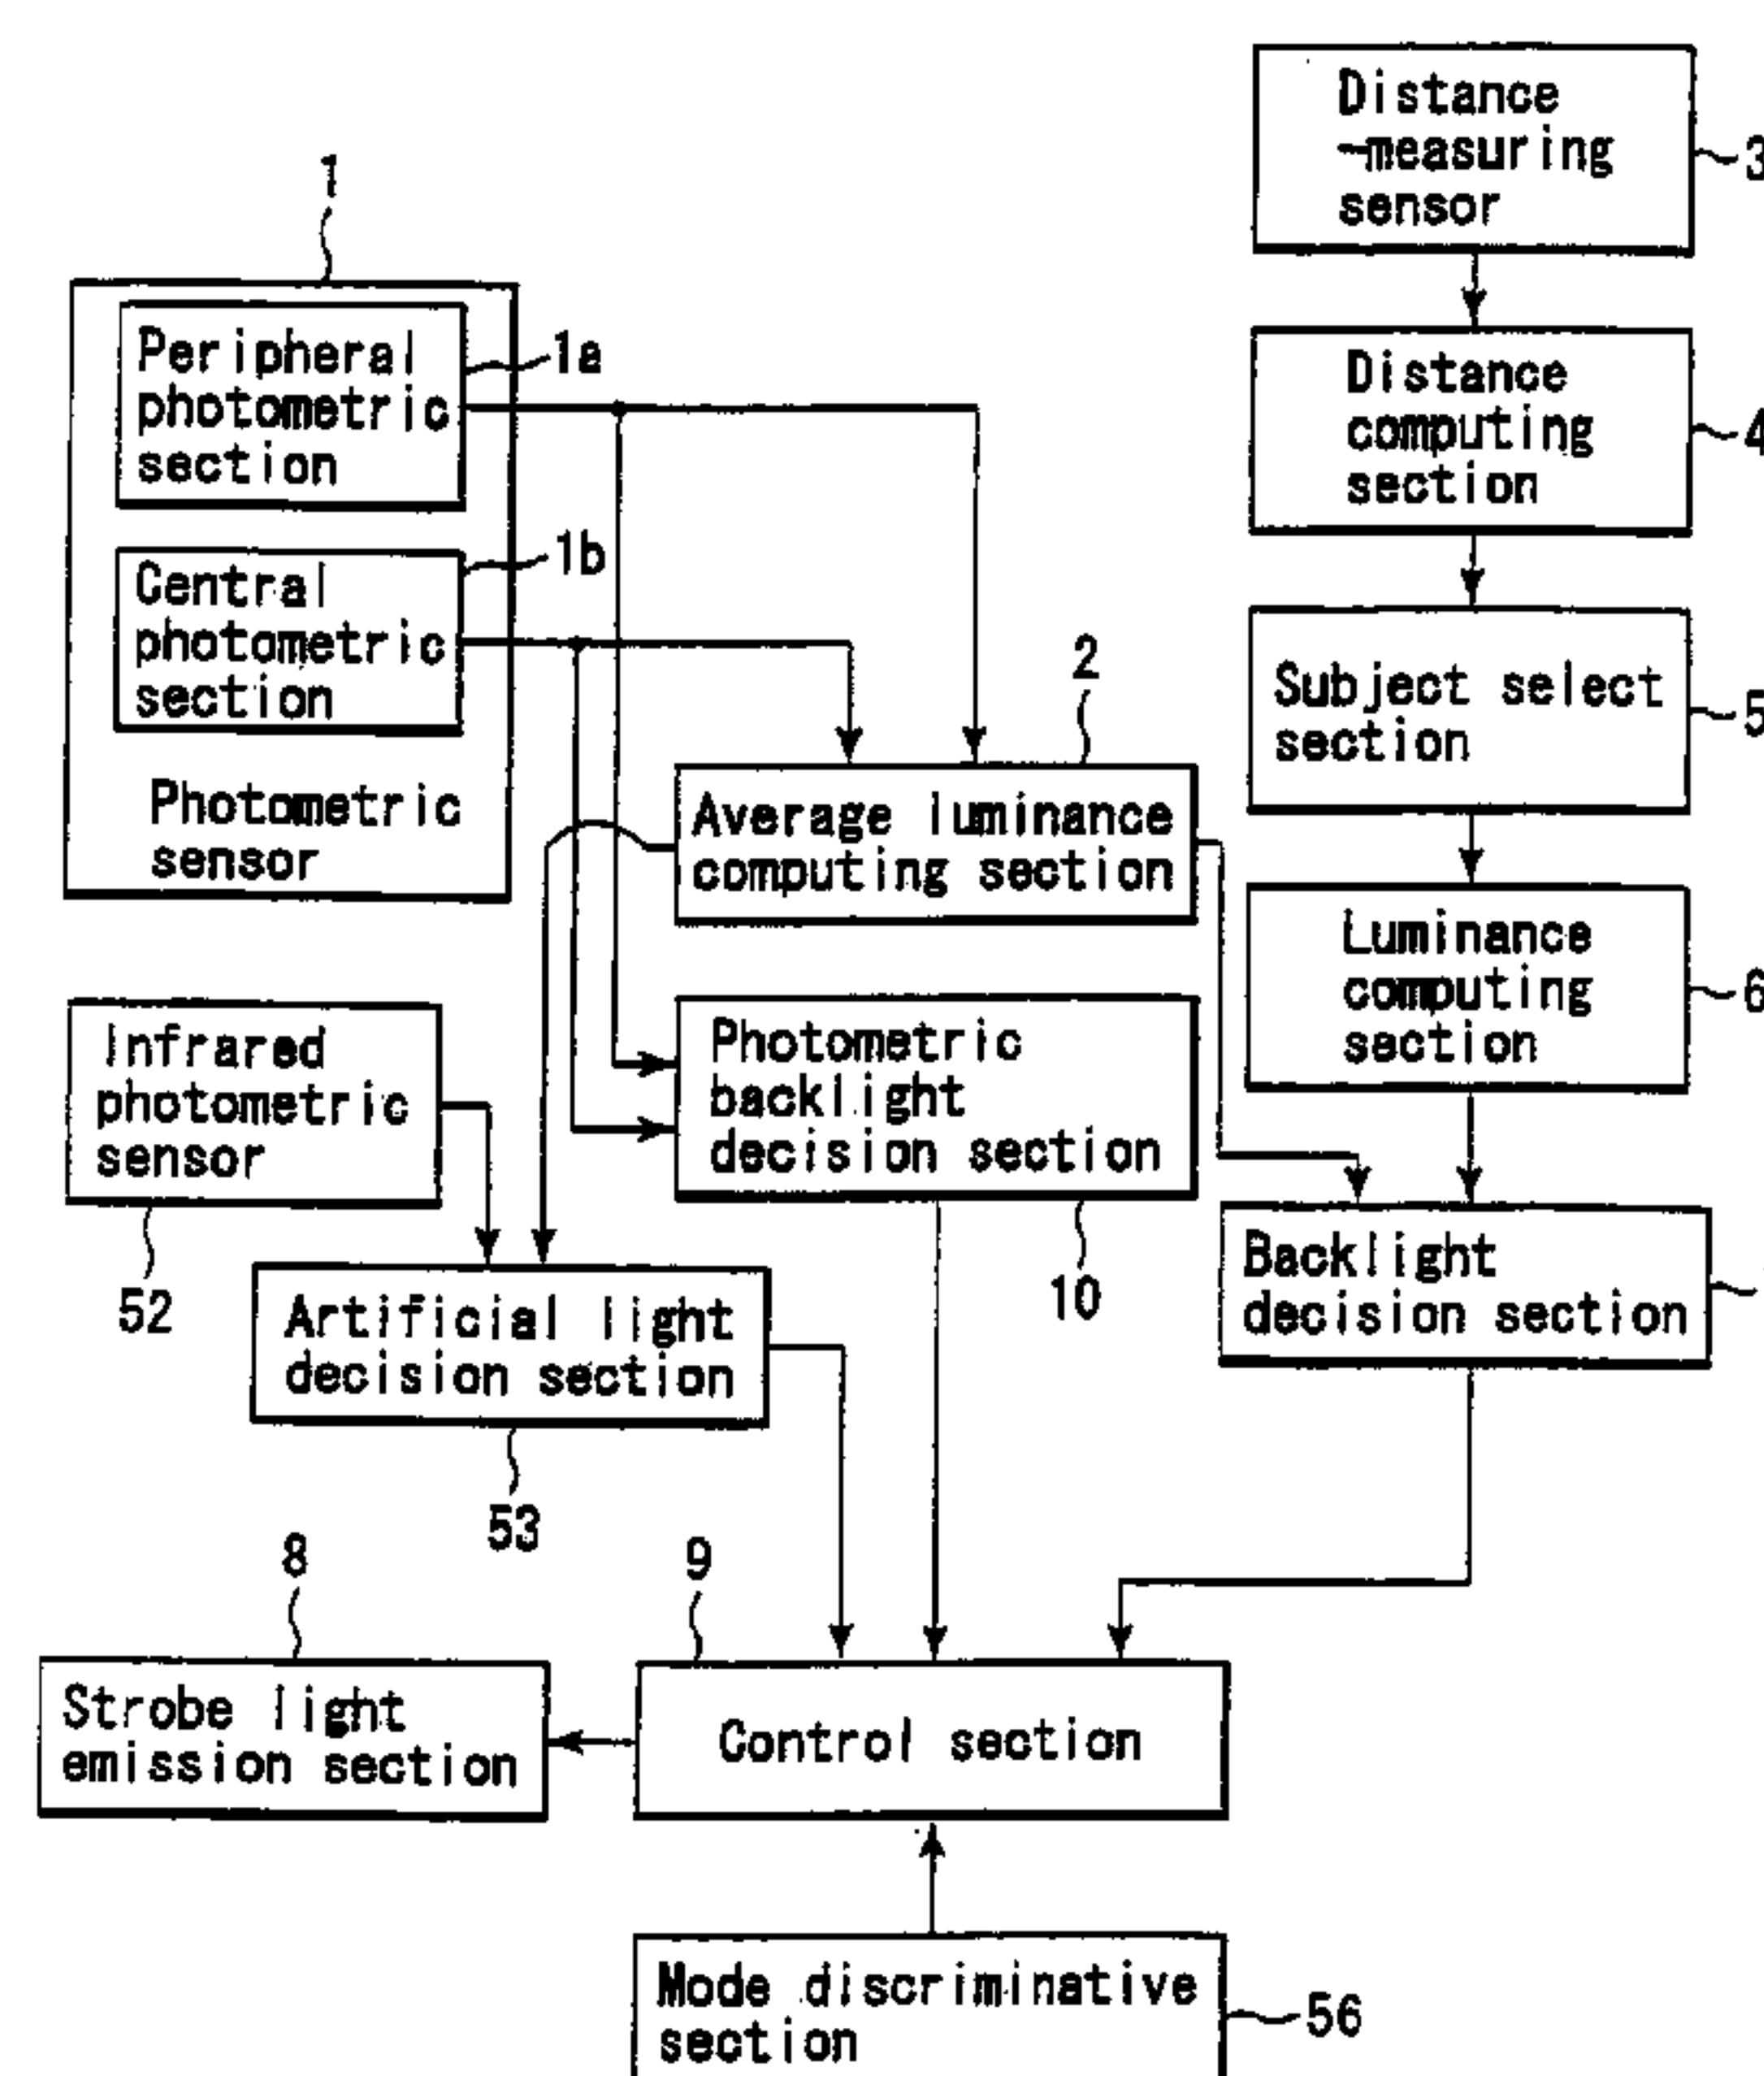 Distance
-measuring
sensor
3
1
Peripheral
photometric
section
1a
Distance
computing
section
4
Central
photometric
section
1b
Photometric
sensor
2
Average luminance
computing section
Subject select
section
5
Luminance
computing
section
6
Infrared
photometric
sensor
52
Photometric
backlight
decision section
10
Backlight
decision section
Artificial light
decision section
53
8
Strobe light
emission section
9
Control section
Mode discriminative
section
56